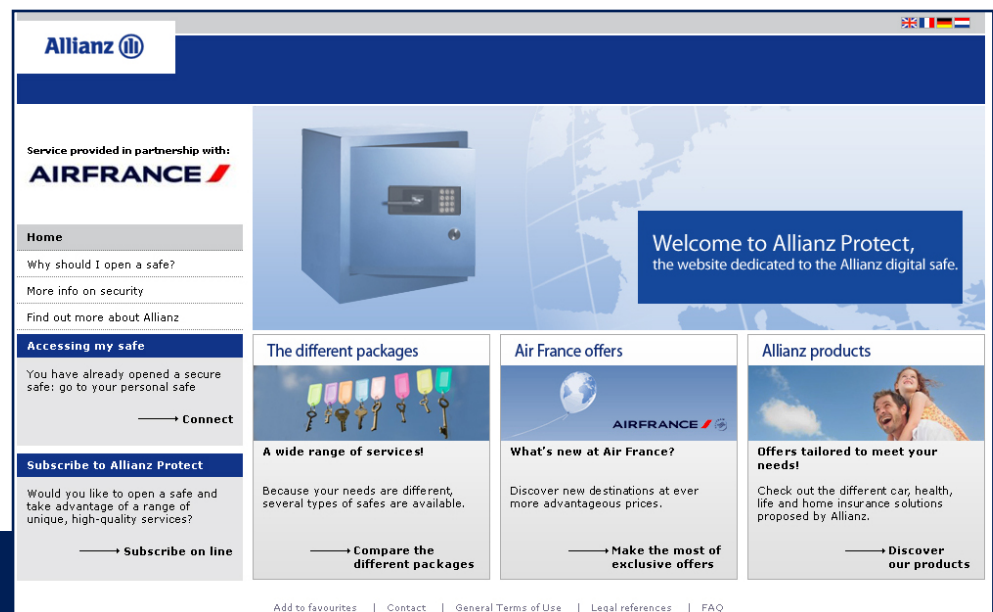 Allianz
Service provided in partnership with:
AIRFRANCE
Home
Why should I open a safe?
More info on security
Find out more about Allianz
Accessing my safe
You have already opened a secure
safe: go to your personal safe
Connect
Subscribe to Allianz Protect
Would you like to open a safe and
take advantage of a range of
unique, high-quality services?
Subscribe on line
Welcome to Allianz Protect,
the website dedicated to the Allianz digital safe.
The different packages
A wide range of services!
Because your needs are different,
several types of safes are available.
Compare the
different packages
Air France offers
AIRFRANCE
What's new at Air France?
Discover new destinations at ever
more advantageous prices.
Make the most of
exclusive offers
Allianz products
Offers tailored to meet your
needs!
Check out the different car, health,
life and home insurance solutions
proposed by Allianz.
Discover
our products
Add to favourites | Contact | General Terms of Use | Legal references | FAQ